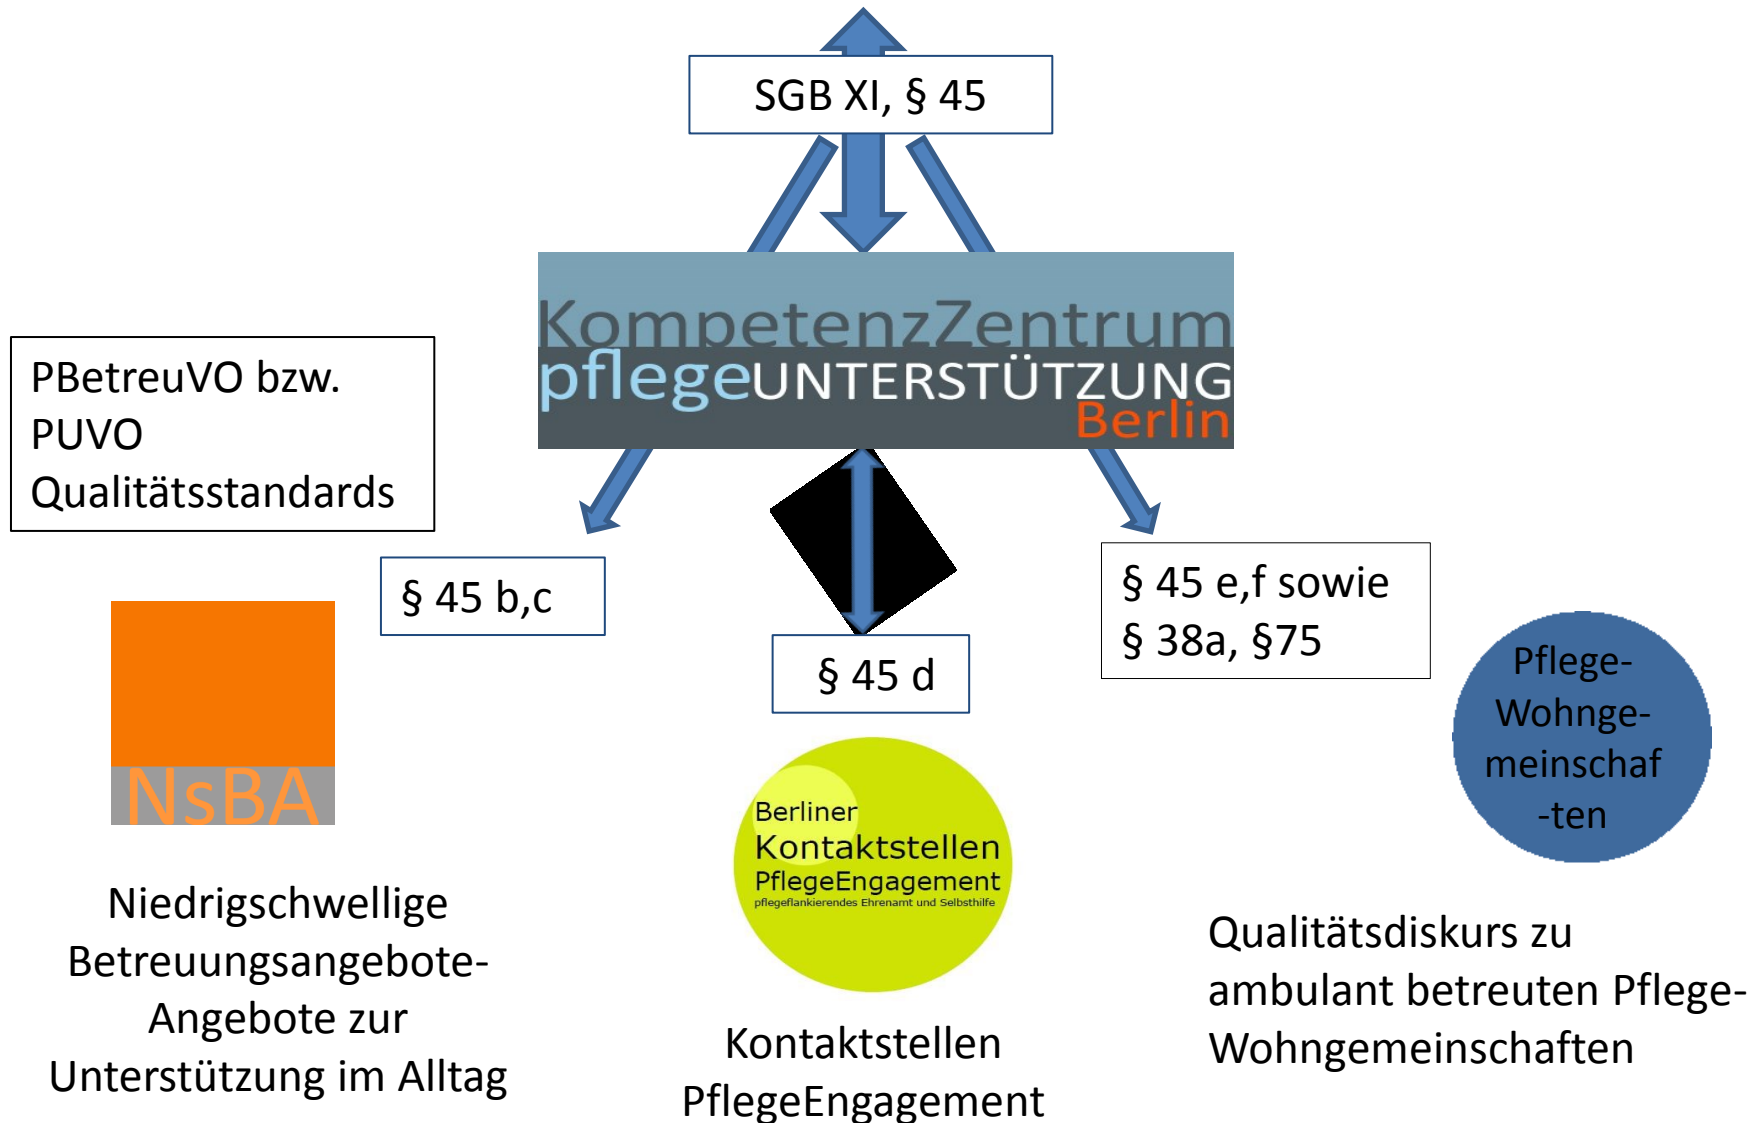 SGB XI, § 45
KompetenzZentrum
pflegeUNTERSTÜTZUNG
Berlin
PBetreuVO bzw.
PUVO
Qualitätsstandards
§ 45 b,c
§ 45 d
§ 45 e,f sowie
§ 38a, §75
NsBA
Niedrigschwellige
Betreuungsangebote-
Angebote zur
Unterstützung im Alltag
Berliner
Kontaktstellen
PflegeEngagement
pflegeflankierendes Ehrenamt und Selbsthilfe
Kontaktstellen
PflegeEngagement
Pflege-
Wohnge-
meinschaf
-ten
Qualitätsdiskurs zu
ambulant betreuten Pflege-
Wohngemeinschaften